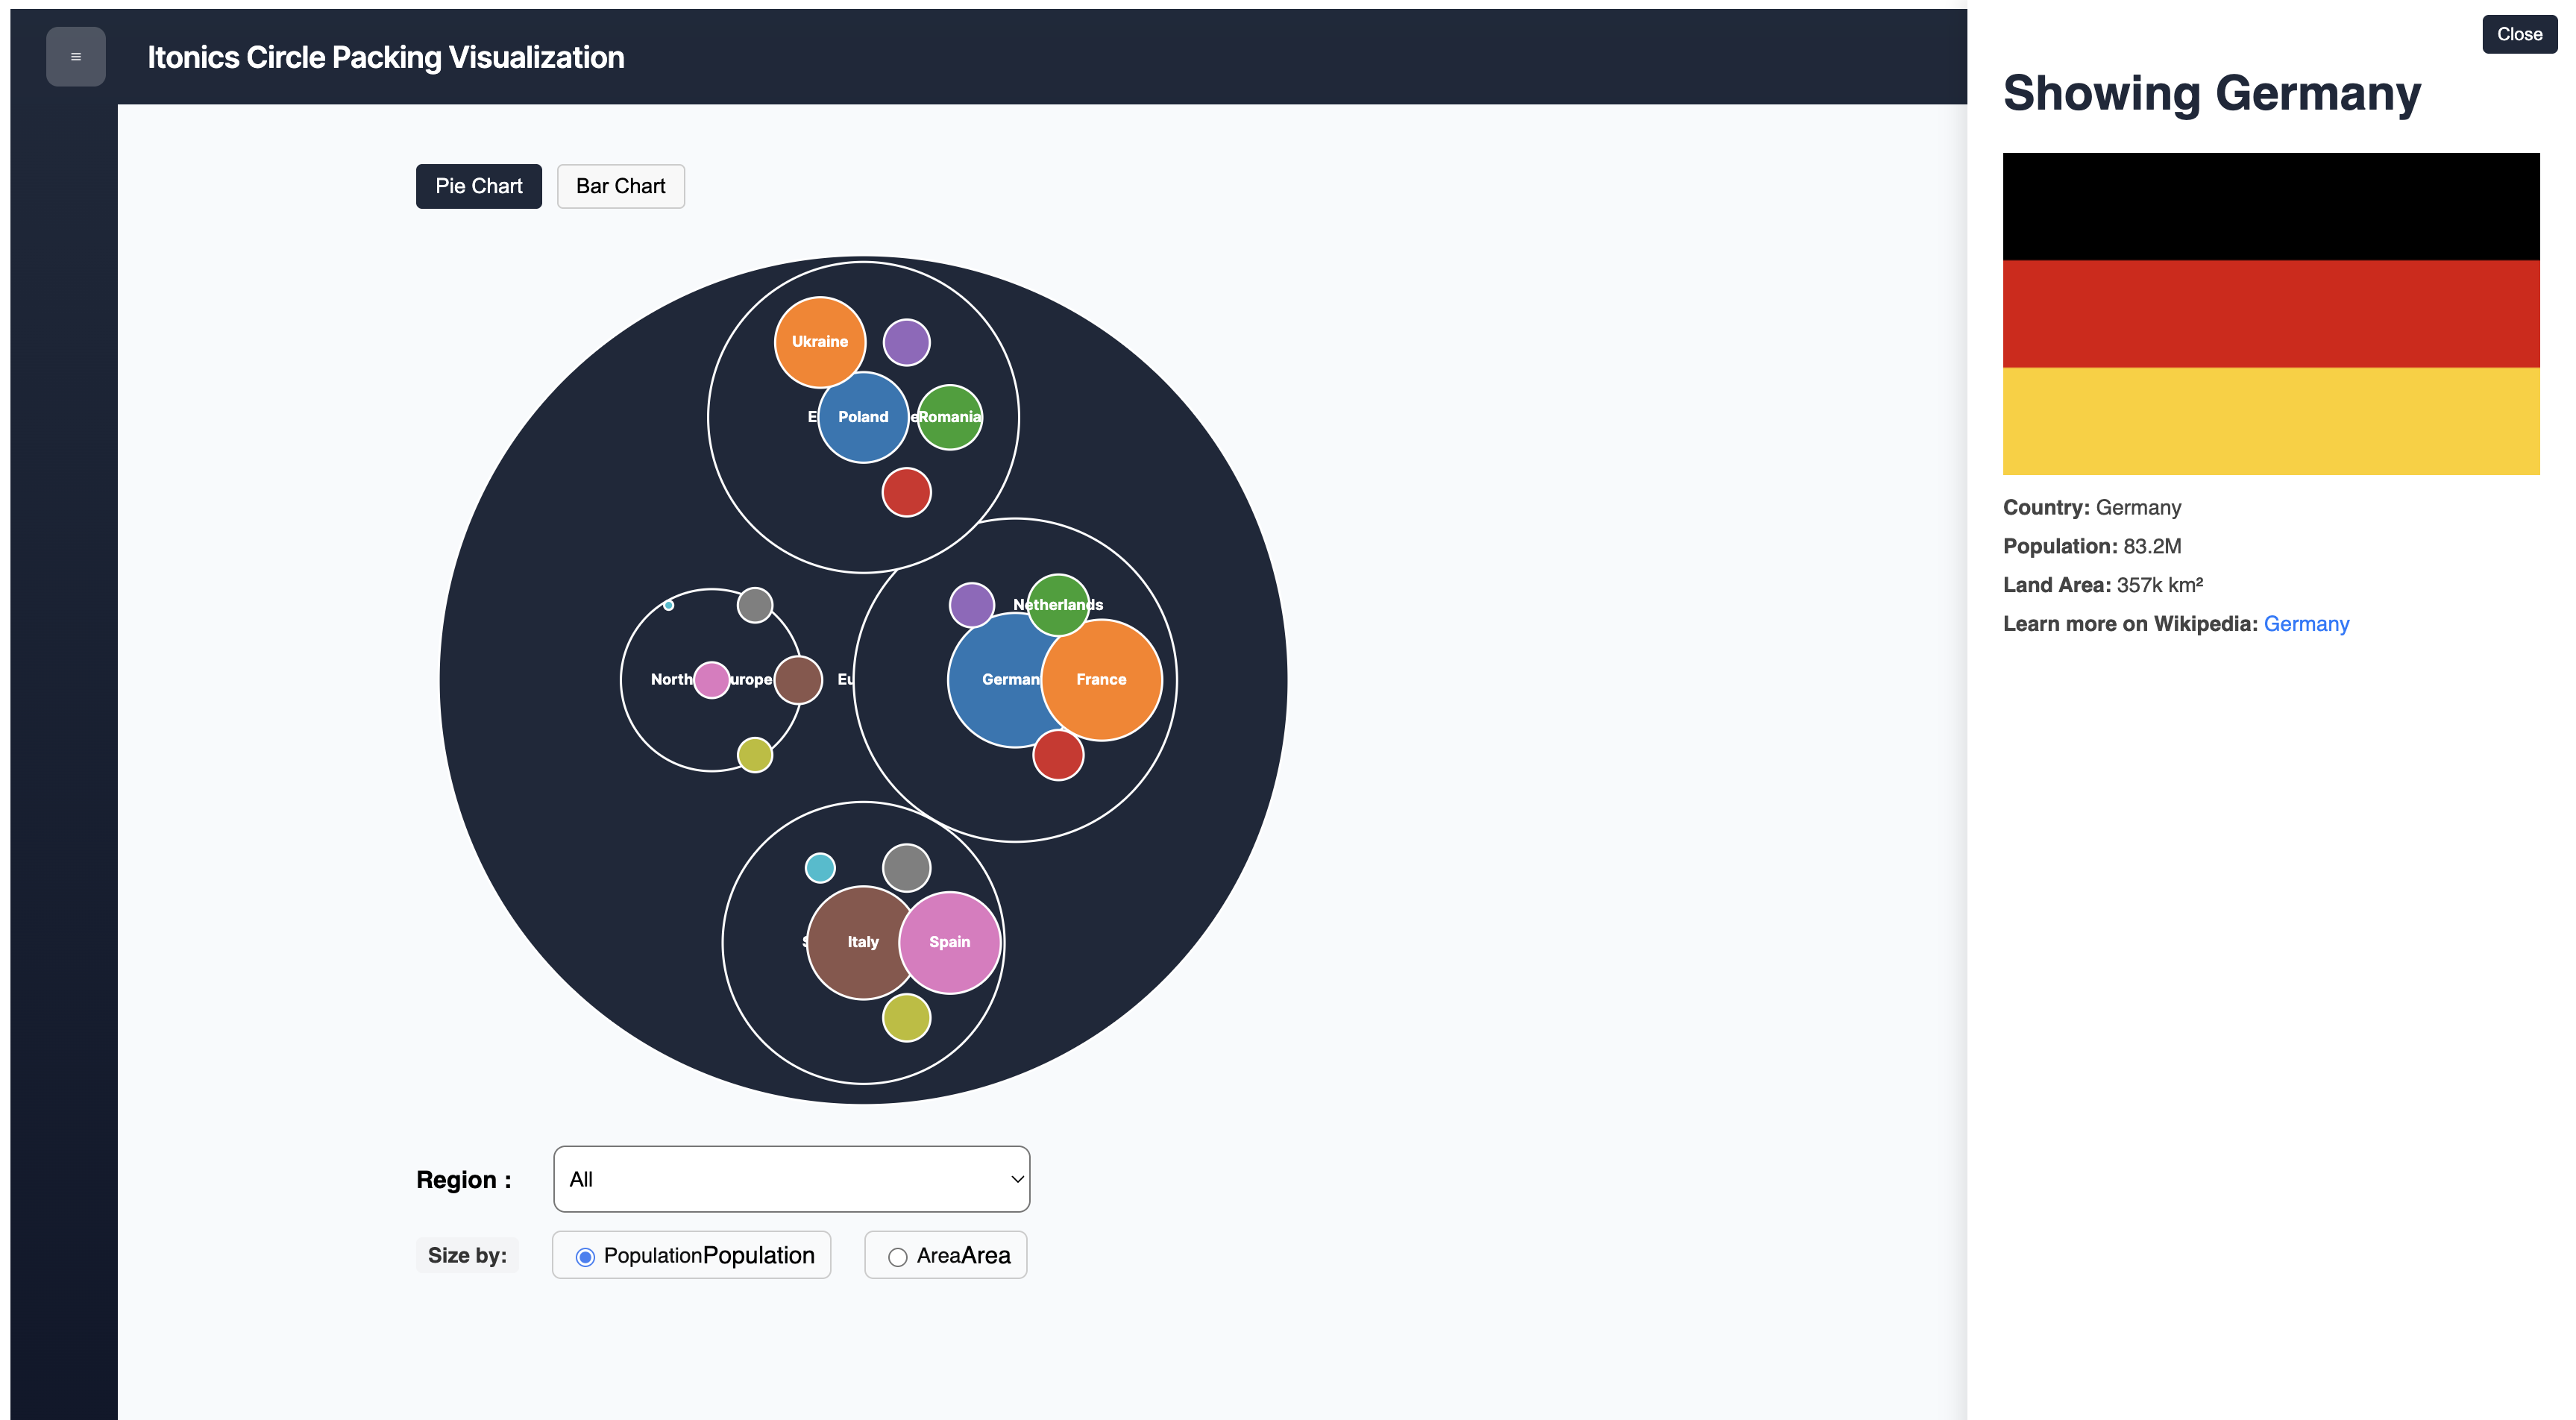 ≡
Itonics Circle Packing Visualization
Close
Showing Germany
Pie Chart
Bar Chart
Ukraine
E
Poland
e
Romania
Netherlands
North
urope
Eu
German
France
Italy
Spain
Country: Germany
Population: 83.2M
Land Area: 357k km²
Learn more on Wikipedia: Germany
Region :
All
Size by:
PopulationPopulation
AreaArea